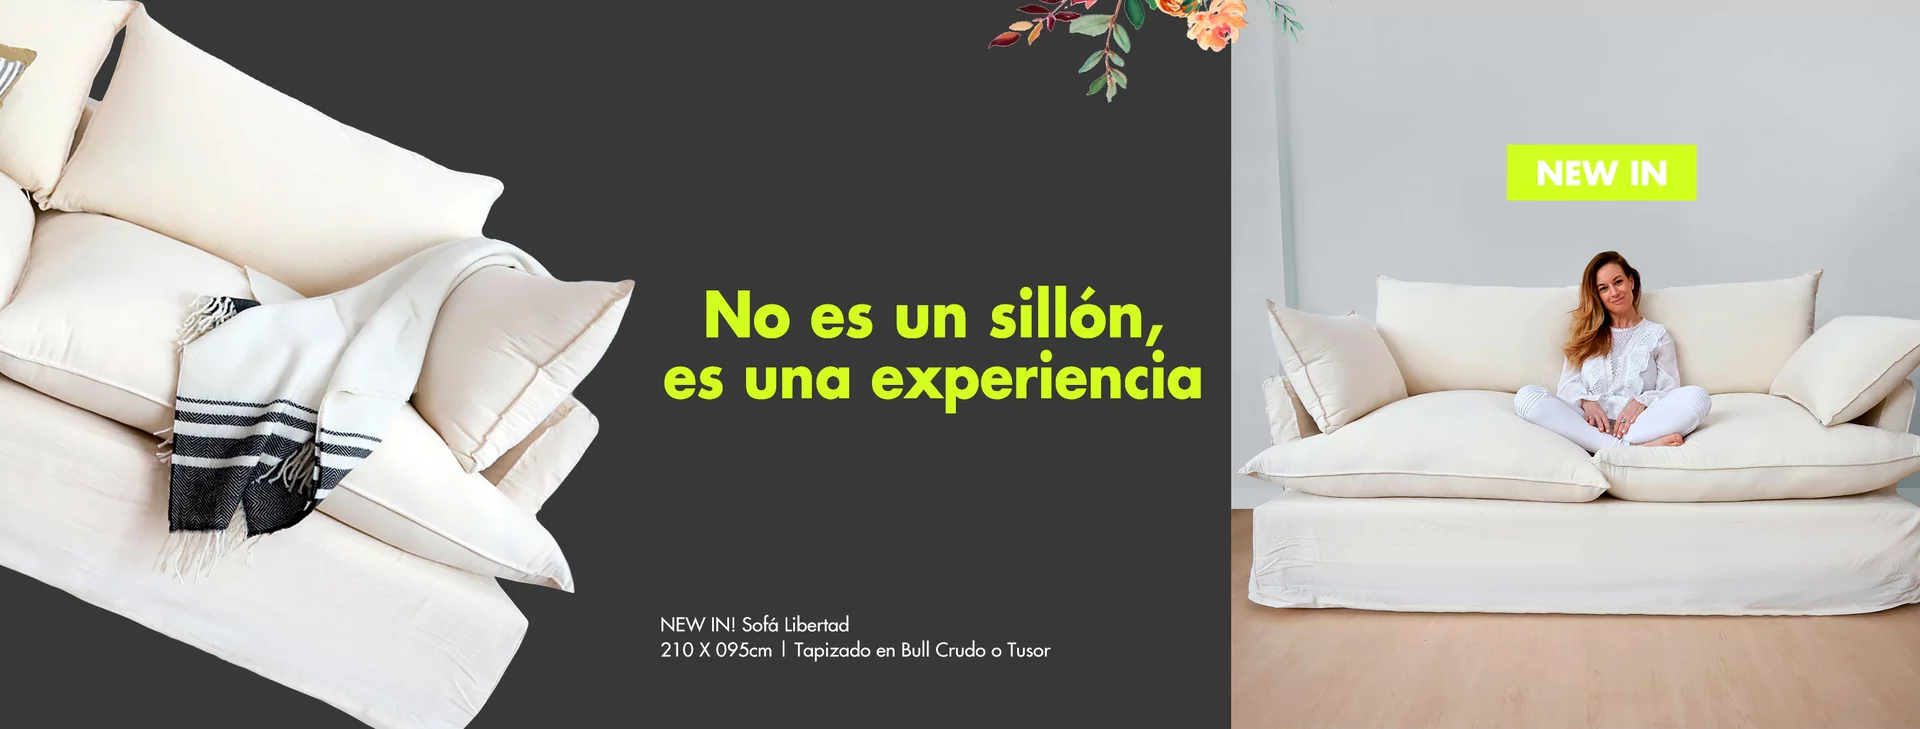 No es un sillón,
es una experiencia
NEW IN! Sofá Libertad
210 X 095cm | Tapizado en Bull Crudo o Tusor
NEW IN